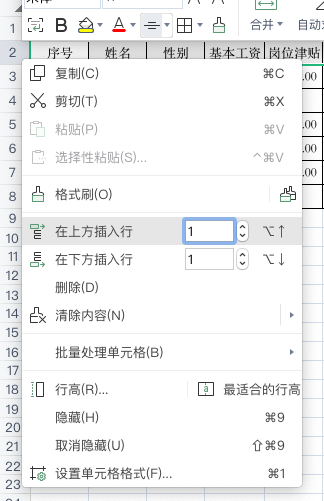 B A
合并
自动求
1
2 序号 姓名 性别 基本工资 岗位津贴
3 .00
4
5 .00
6 .00
7 .00
8
9
10
11
12
13
14
15
16
17
18
19
20
21
22
23
复制(C) ⌘C
剪切(T) ⌘X
粘贴(P) ⌘V
选择性粘贴(S)... ^⌘V
格式刷(O)
在上方插入行 1 ⌥↑
在下方插入行 1 ⌥↓
删除(D)
清除内容(N)
批量处理单元格(B)
行高(R)... 最适合的行高
隐藏(H) ⌘9
取消隐藏(U) ⇧⌘9
设置单元格格式(F)... ⌘1